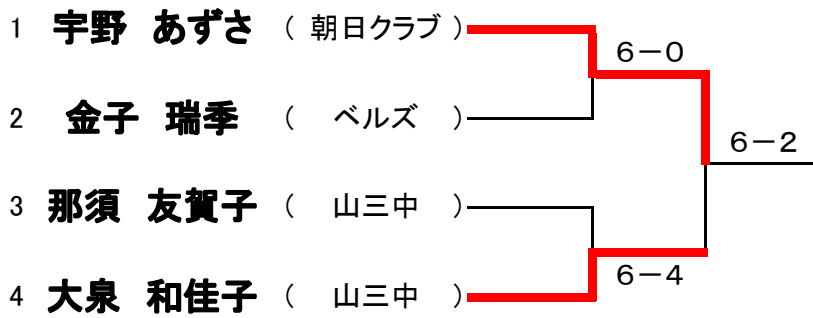 1 宇野 あずさ ( 朝日クラブ )
6－0
2 金子 瑞季 ( ベルズ )
6－2
3 那須 友賀子 ( 山三中 )
6－4
4 大泉 和佳子 ( 山三中 )